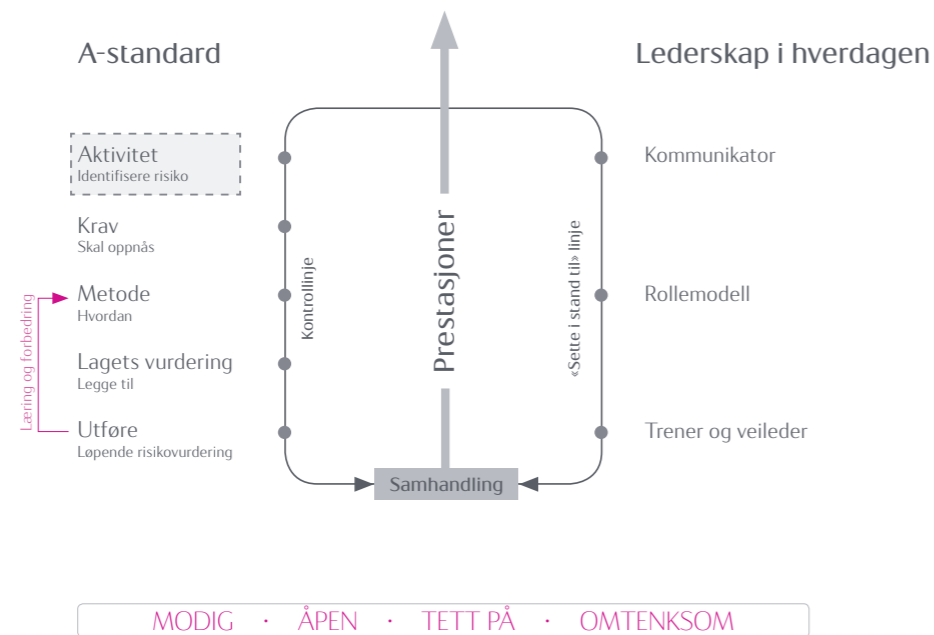 A-standard
Lederskap i hverdagen
Aktivitet
Identifisere risiko
Krav
Skal oppnås
Metode
Hvordan
Lagets vurdering
Legge til
Utføre
Løpende risikovurdering
Læring og forbedring
Kontrollinje
Prestasjoner
«Sette i stand til» linje
Samhandling
Kommunikator
Rollemodell
Trener og veileder
MODIG · ÅPEN · TETT PÅ · OMTENKSOM